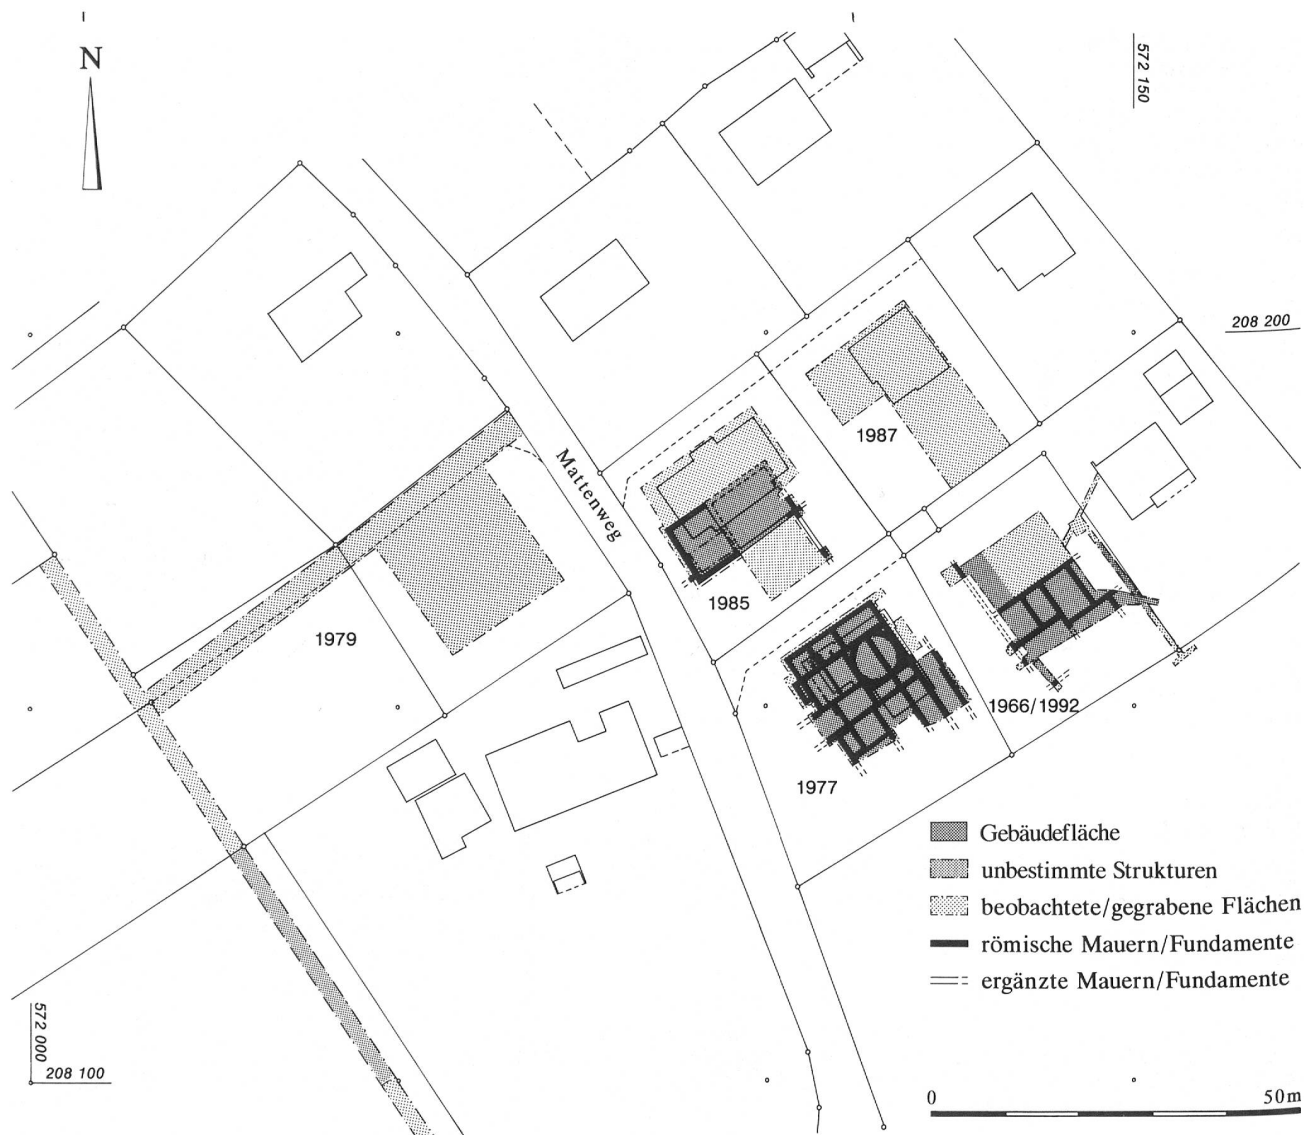 N
572 150
208 200
Mattenweg
1987
1985
1979
1966/1992
1977
Gebäudefläche
unbestimmte Strukturen
beobachtete/gegrabene Flächen
römische Mauern/Fundamente
ergänzte Mauern/Fundamente
572 000
208 100
0 50m